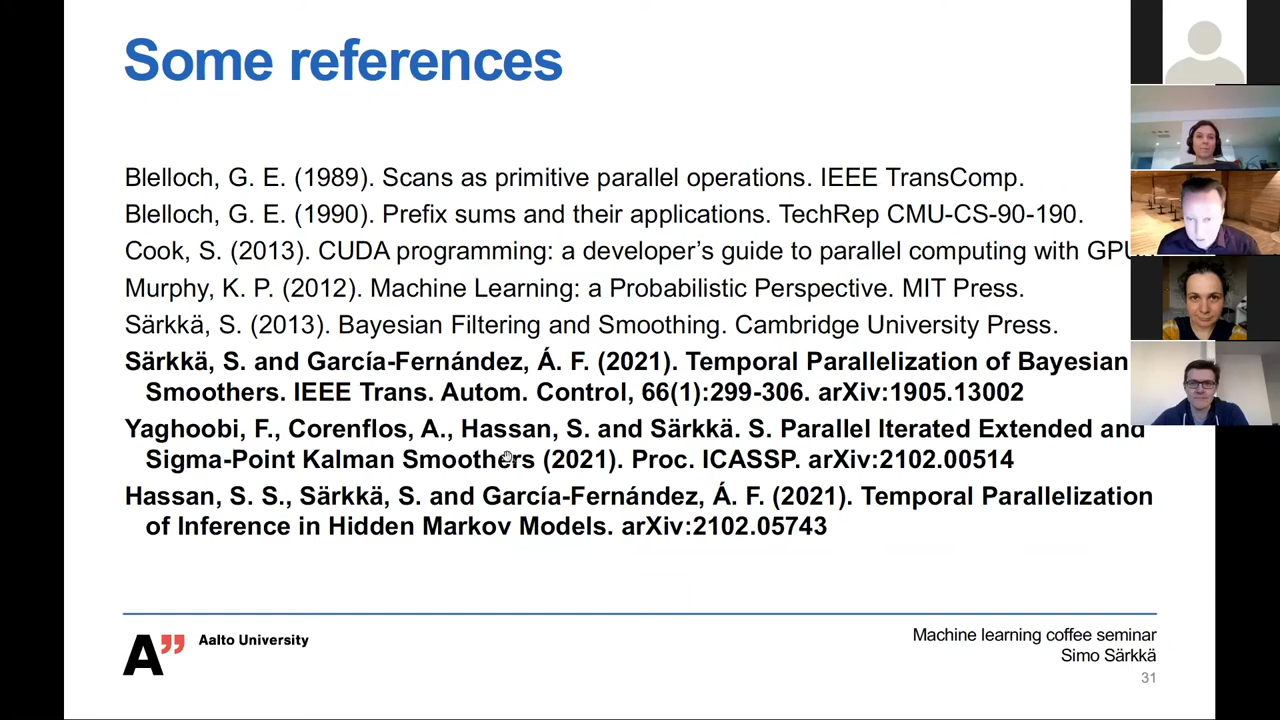 Some references
Blelloch, G. E. (1989). Scans as primitive parallel operations. IEEE TransComp.
Blelloch, G. E. (1990). Prefix sums and their applications. TechRep CMU-CS-90-190.
Cook, S. (2013). CUDA programming: a developer’s guide to parallel computing with GPU
Murphy, K. P. (2012). Machine Learning: a Probabilistic Perspective. MIT Press.
Särkkä, S. (2013). Bayesian Filtering and Smoothing. Cambridge University Press.
Särkkä, S. and García-Fernández, Á. F. (2021). Temporal Parallelization of Bayesian
Smoothers. IEEE Trans. Autom. Control, 66(1):299-306. arXiv:1905.13002
Yaghoobi, F., Corenflos, A., Hassan, S. and Särkkä. S. Parallel Iterated Extended and
Sigma-Point Kalman Smoothers (2021). Proc. ICASSP. arXiv:2102.00514
Hassan, S. S., Särkkä, S. and García-Fernández, Á. F. (2021). Temporal Parallelization
of Inference in Hidden Markov Models. arXiv:2102.05743
A” Aalto University
Machine learning coffee seminar
Simo Särkkä
31